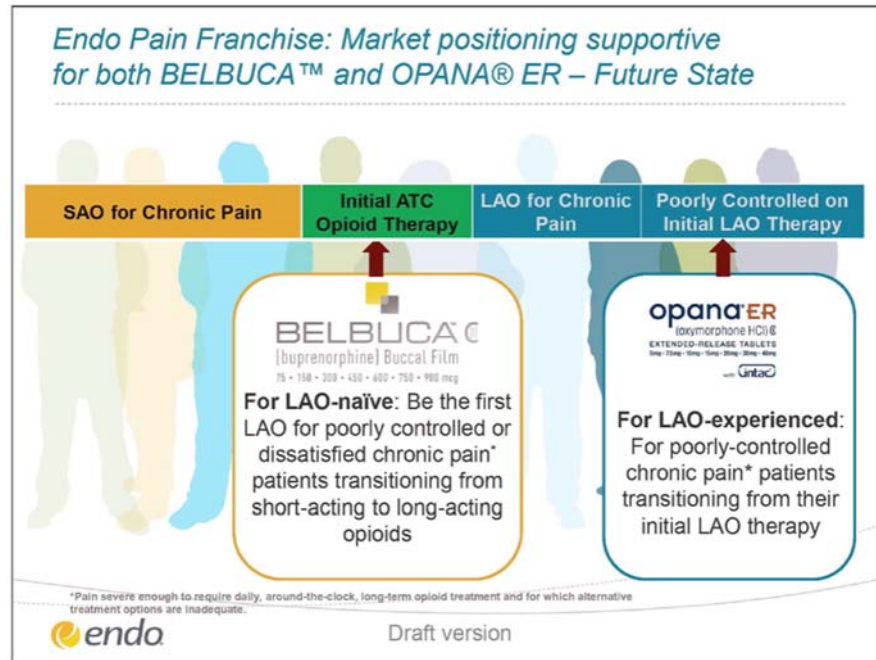 Endo Pain Franchise: Market positioning supportive
for both BELBUCA™ and OPANA® ER – Future State
SAO for Chronic Pain
Initial ATC
Opioid Therapy
LAO for Chronic
Pain
Poorly Controlled on
Initial LAO Therapy
BELBUCA™ C III
(buprenorphine) Buccal Film
75 • 150 • 300 • 450 • 600 • 750 • 900 mcg
For LAO-naïve: Be the first
LAO for poorly controlled or
dissatisfied chronic pain*
patients transitioning from
short-acting to long-acting
opioids
opana® ER
(oxymorphone HCl)
EXTENDED-RELEASE TABLETS
with intac
For LAO-experienced:
For poorly-controlled
chronic pain* patients
transitioning from their
initial LAO therapy
*Pain severe enough to require daily, around-the-clock, long-term opioid treatment and for which alternative
treatment options are inadequate.
endo
Draft version